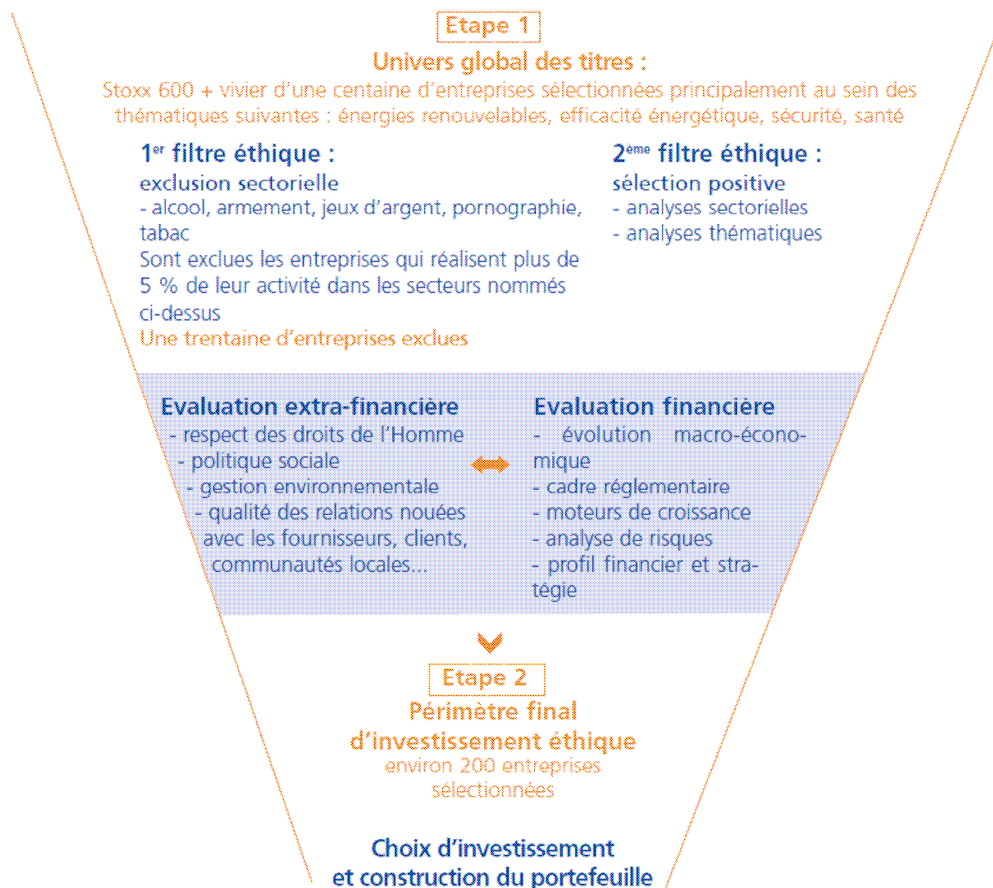 Etape 1
Univers global des titres :
Stoxx 600 + vivier d'une centaine d'entreprises sélectionnées principalement au sein des
thématiques suivantes : énergies renouvelables, efficacité énergétique, sécurité, santé
1er filtre éthique :
exclusion sectorielle
- alcool, armement, jeux d'argent, pornographie,
tabac
Sont exclues les entreprises qui réalisent plus de
5 % de leur activité dans les secteurs nommés
ci-dessus
Une trentaine d'entreprises exclues
2ème filtre éthique :
sélection positive
- analyses sectorielles
- analyses thématiques
Evaluation extra-financière
- respect des droits de l'Homme
- politique sociale
- gestion environnementale
- qualité des relations nouées
avec les fournisseurs, clients,
communautés locales...
Evaluation financière
- évolution macro-écono-
mique
- cadre réglementaire
- moteurs de croissance
- analyse de risques
- profil financier et stra-
tégie
Etape 2
Périmètre final
d'investissement éthique
environ 200 entreprises
sélectionnées
Choix d'investissement
et construction du portefeuille